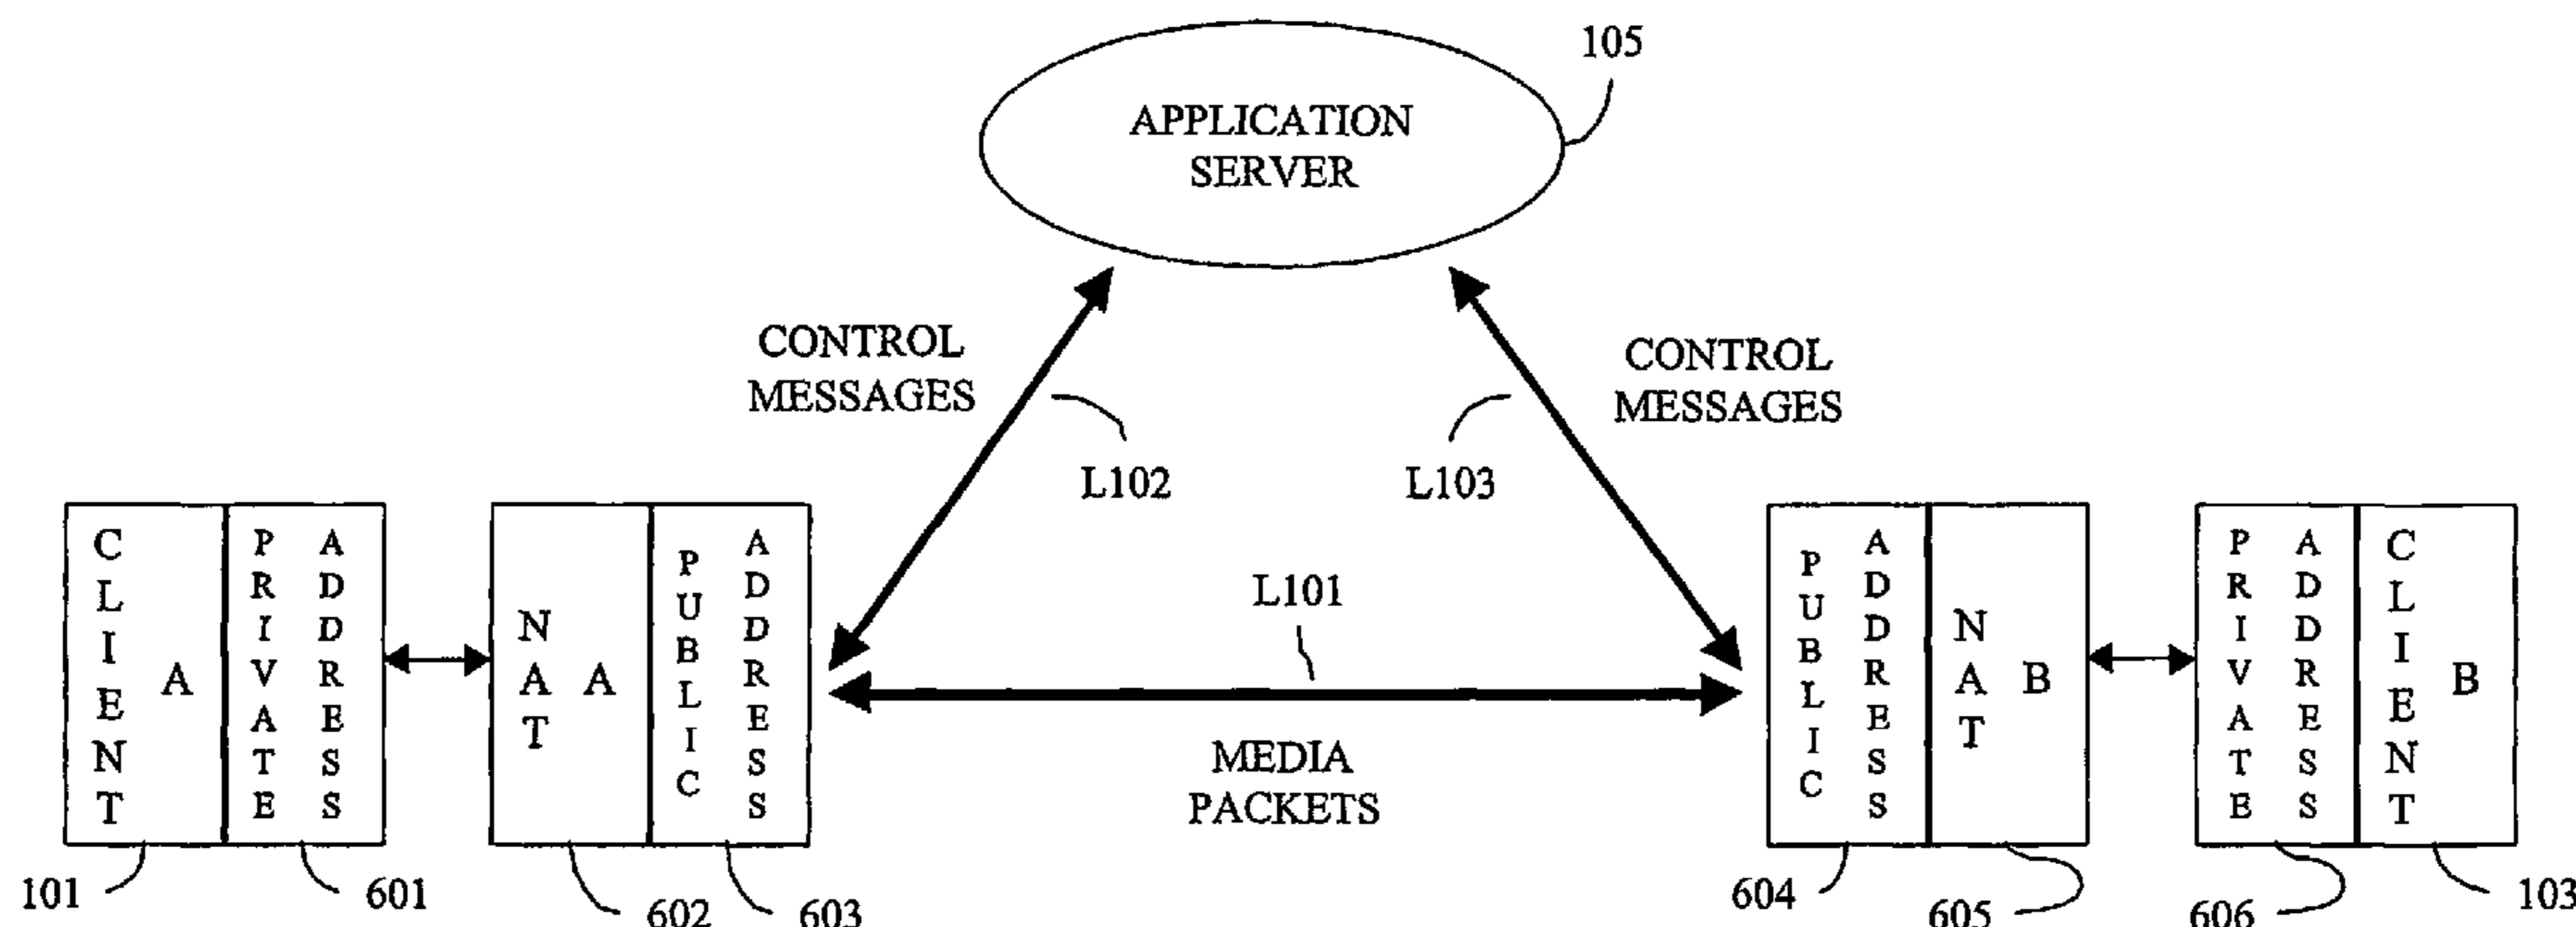 105
APPLICATION
SERVER
CONTROL
MESSAGES
CONTROL
MESSAGES
L102
L103
L101
MEDIA
PACKETS
CLIENT
A
PRIVATE
ADDRESS
NAT
A
PUBLIC
ADDRESS
PUBLIC
ADDRESS
NAT
B
PRIVATE
ADDRESS
CLIENT
B
101
601
602
603
604
605
606
103